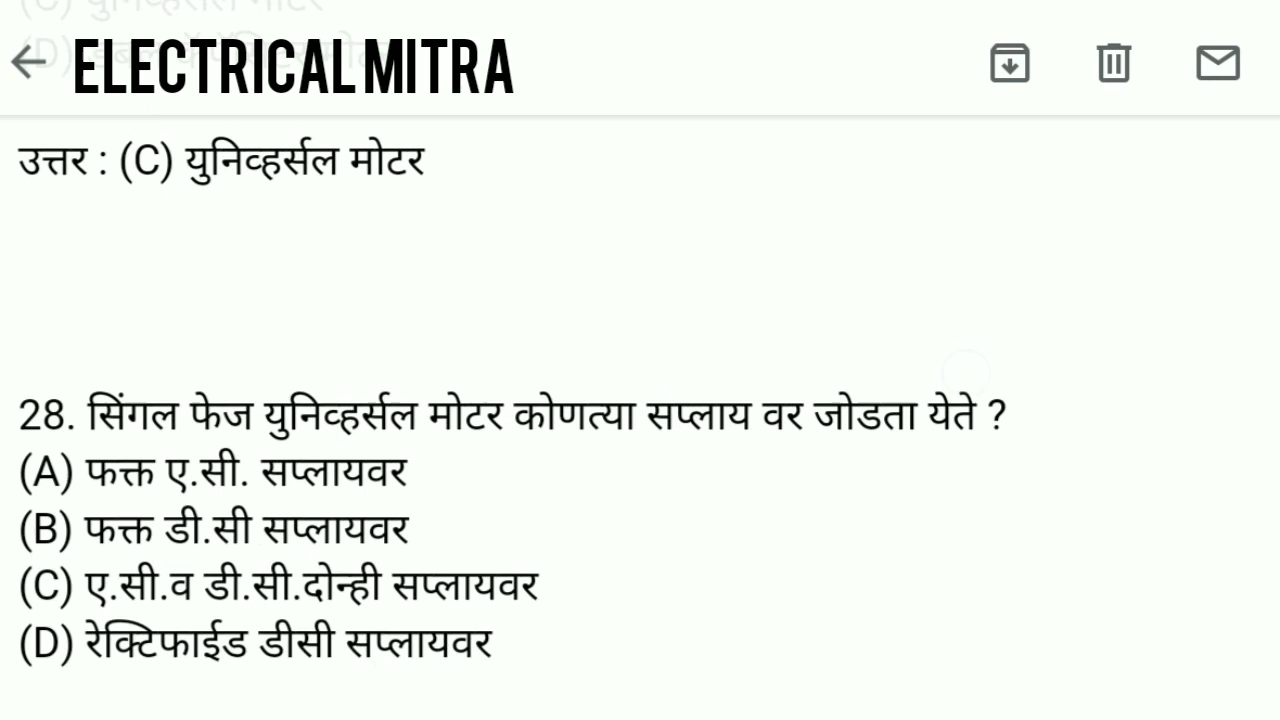 ELECTRICAL MITRA
उत्तर : (C) युनिव्हर्सल मोटर
28. सिंगल फेज युनिव्हर्सल मोटर कोणत्या सप्लाय वर जोडता येते ?
(A) फक्त ए.सी. सप्लायवर
(B) फक्त डी.सी सप्लायवर
(C) ए.सी.व डी.सी.दोन्ही सप्लायवर
(D) रेक्टिफाईड डीसी सप्लायवर